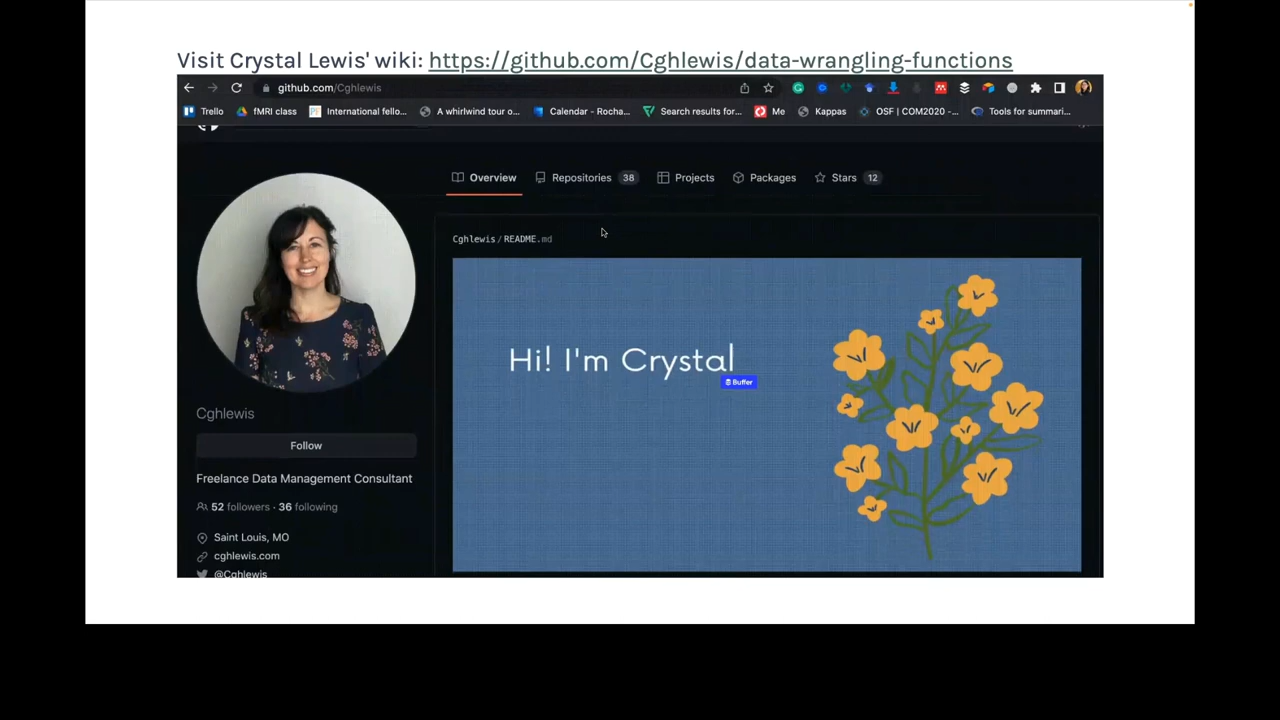 Visit Crystal Lewis' wiki: https://github.com/Cghlewis/data-wrangling-functions
github.com/Cghlewis
Trello fMRI class International fello... A whirlwind tour o... Calendar - Rocha... Search results for... Me Kappas OSF | COM2020 -... Tools for summari...
Overview Repositories 38 Projects Packages Stars 12
Cghlewis/README.md
Hi! I'm Crystal
Buffer
Cghlewis
Follow
Freelance Data Management Consultant
52 followers · 36 following
Saint Louis, MO
cghlewis.com
@Cghlewis